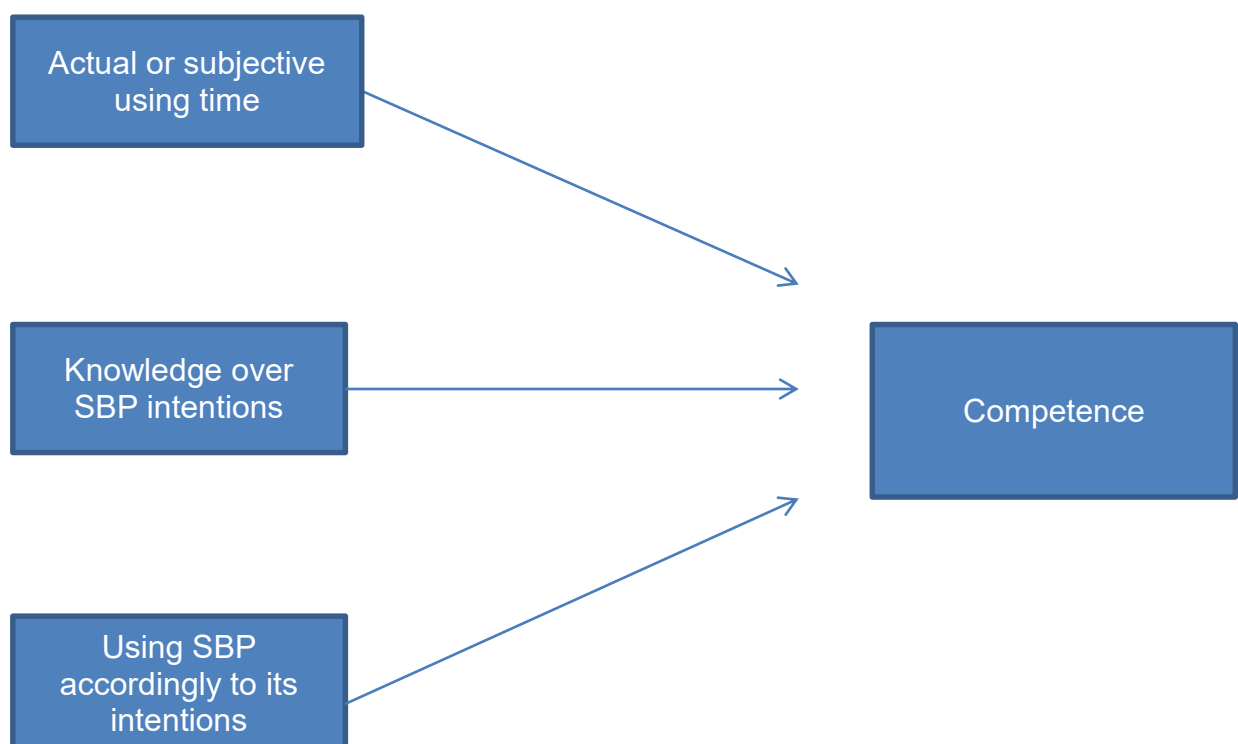 Actual or subjective
using time
Knowledge over
SBP intentions
Competence
Using SBP
accordingly to its
intentions